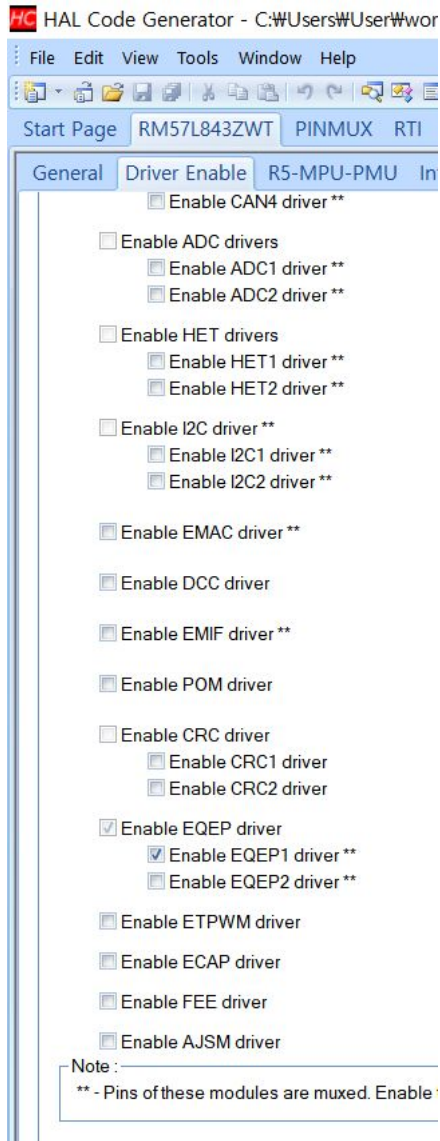 HC HAL Code Generator - C:₩Users₩User₩wor
File Edit View Tools Window Help
Start Page RM57L843ZWT PINMUX RTI
General Driver Enable R5-MPU-PMU In
Enable CAN4 driver **
Enable ADC drivers
Enable ADC1 driver **
Enable ADC2 driver **
Enable HET drivers
Enable HET1 driver **
Enable HET2 driver **
Enable I2C driver **
Enable I2C1 driver **
Enable I2C2 driver **
Enable EMAC driver **
Enable DCC driver
Enable EMIF driver **
Enable POM driver
Enable CRC driver
Enable CRC1 driver
Enable CRC2 driver
Enable EQEP driver
Enable EQEP1 driver **
Enable EQEP2 driver **
Enable ETPWM driver
Enable ECAP driver
Enable FEE driver
Enable AJSM driver
Note :
** - Pins of these modules are muxed. Enable